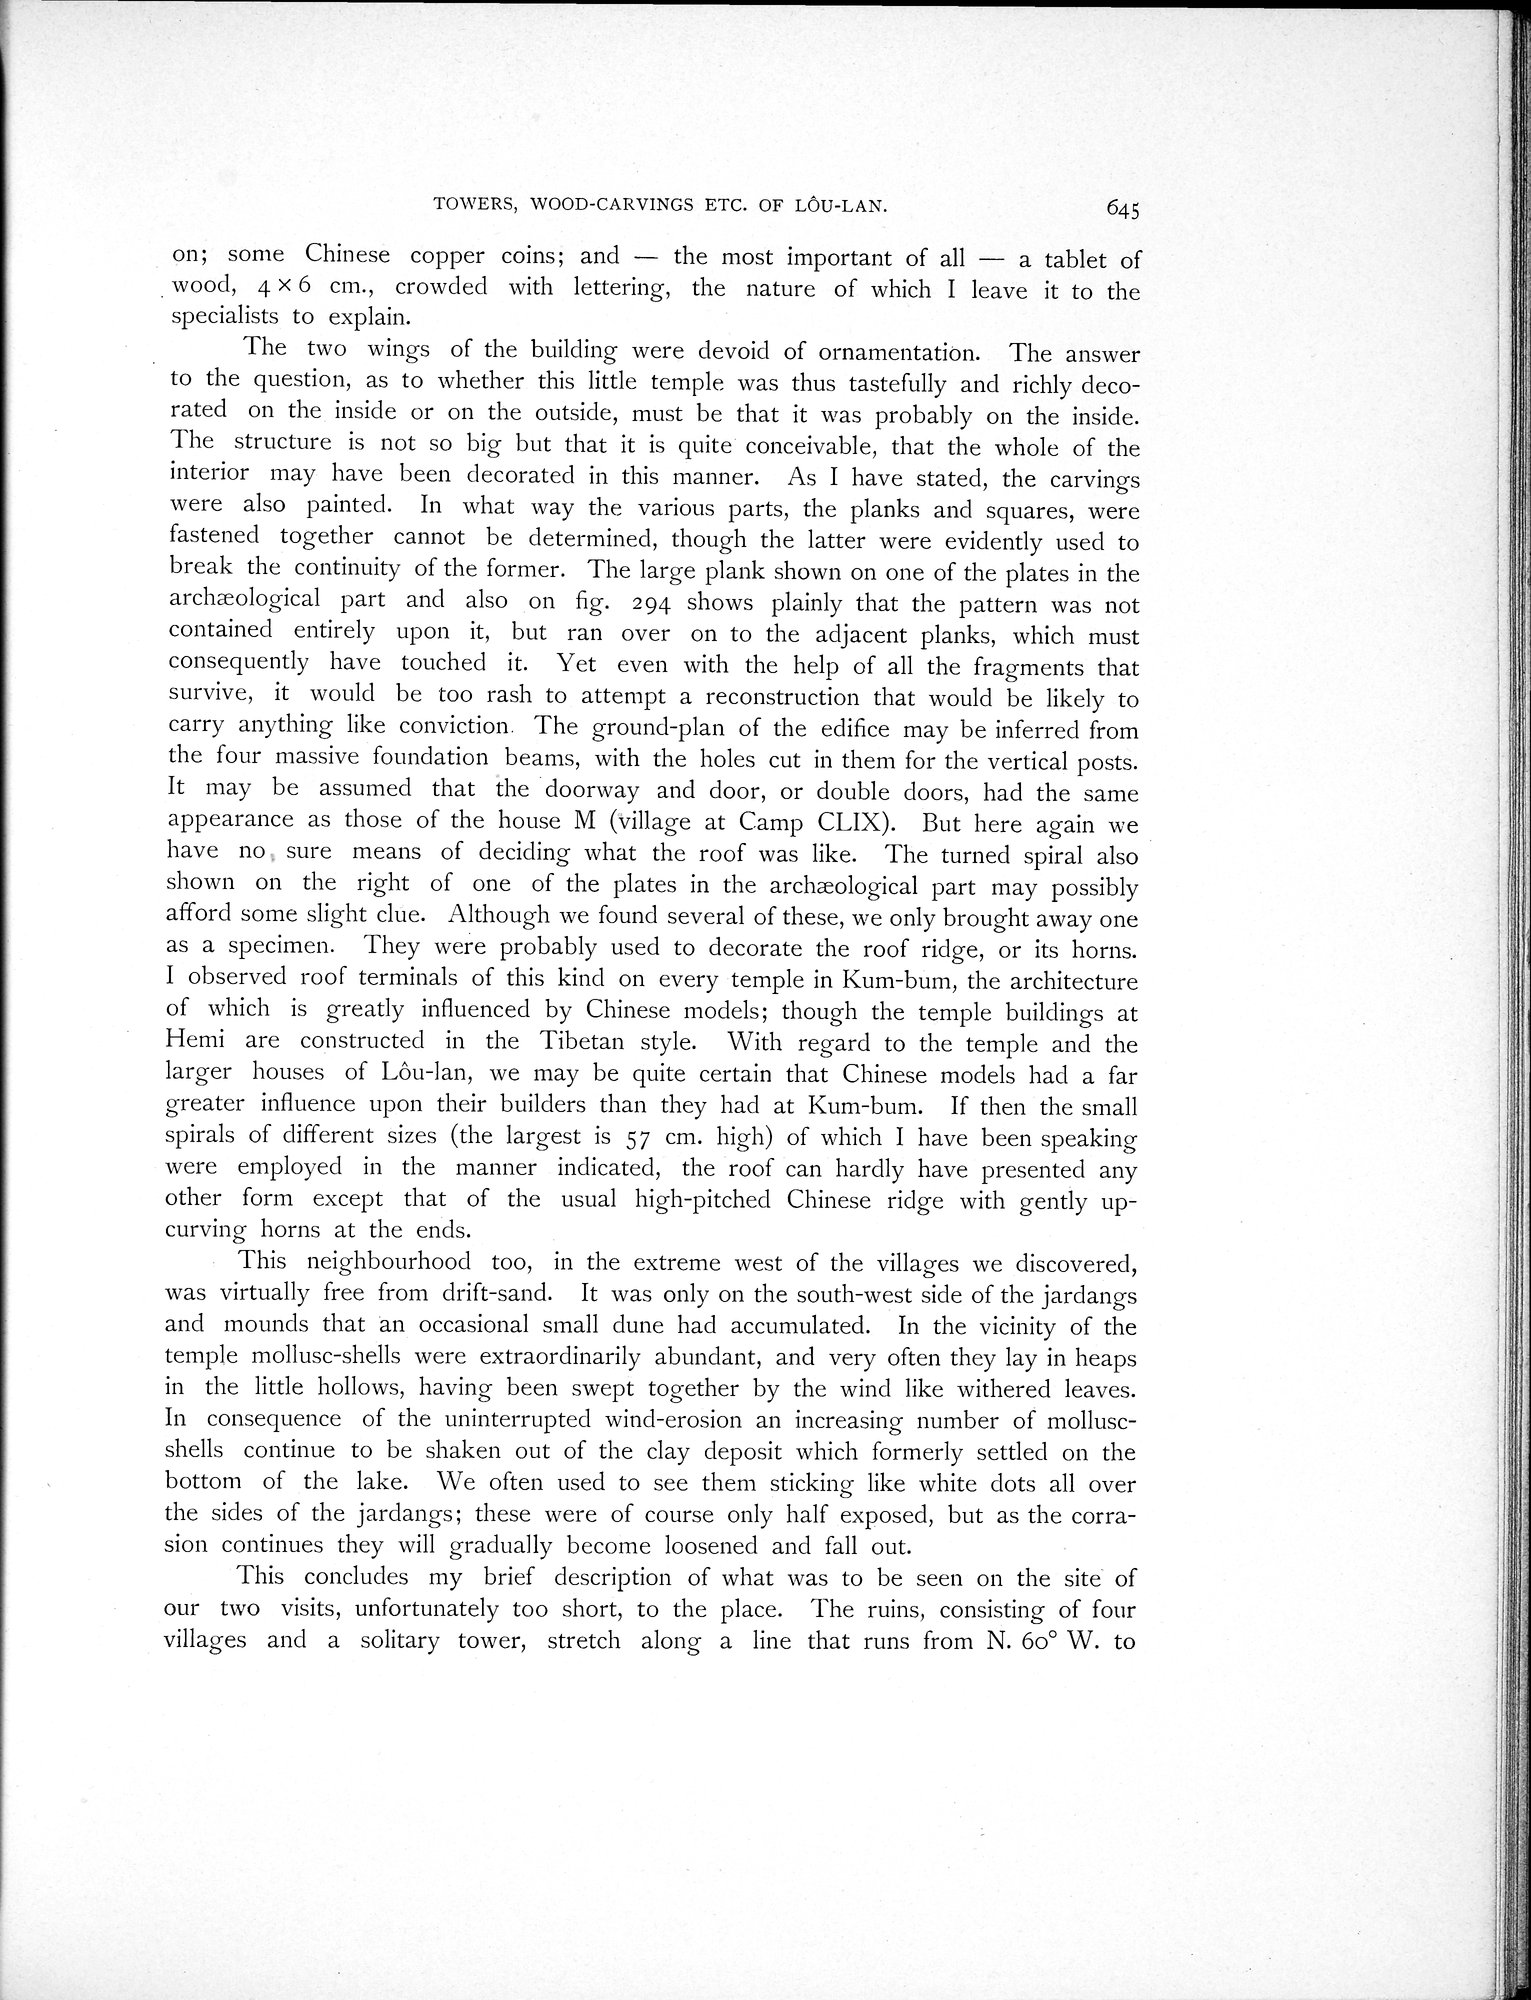 TOWERS, WOOD-CARVINGS ETC. OF LÔU-LAN. 645
on; some Chinese copper coins; and — the most important of all — a tablet of
wood, 4 × 6 cm., crowded with lettering, the nature of which I leave it to the
specialists to explain.
The two wings of the building were devoid of ornamentation. The answer
to the question, as to whether this little temple was thus tastefully and richly deco-
rated on the inside or on the outside, must be that it was probably on the inside.
The structure is not so big but that it is quite conceivable, that the whole of the
interior may have been decorated in this manner. As I have stated, the carvings
were also painted. In what way the various parts, the planks and squares, were
fastened together cannot be determined, though the latter were evidently used to
break the continuity of the former. The large plank shown on one of the plates in the
archæological part and also on fig. 294 shows plainly that the pattern was not
contained entirely upon it, but ran over on to the adjacent planks, which must
consequently have touched it. Yet even with the help of all the fragments that
survive, it would be too rash to attempt a reconstruction that would be likely to
carry anything like conviction. The ground-plan of the edifice may be inferred from
the four massive foundation beams, with the holes cut in them for the vertical posts.
It may be assumed that the doorway and door, or double doors, had the same
appearance as those of the house M (village at Camp CLIX). But here again we
have no sure means of deciding what the roof was like. The turned spiral also
shown on the right of one of the plates in the archæological part may possibly
afford some slight clue. Although we found several of these, we only brought away one
as a specimen. They were probably used to decorate the roof ridge, or its horns.
I observed roof terminals of this kind on every temple in Kum-bum, the architecture
of which is greatly influenced by Chinese models; though the temple buildings at
Hemi are constructed in the Tibetan style. With regard to the temple and the
larger houses of Lôu-lan, we may be quite certain that Chinese models had a far
greater influence upon their builders than they had at Kum-bum. If then the small
spirals of different sizes (the largest is 57 cm. high) of which I have been speaking
were employed in the manner indicated, the roof can hardly have presented any
other form except that of the usual high-pitched Chinese ridge with gently up-
curving horns at the ends.
This neighbourhood too, in the extreme west of the villages we discovered,
was virtually free from drift-sand. It was only on the south-west side of the jardangs
and mounds that an occasional small dune had accumulated. In the vicinity of the
temple mollusc-shells were extraordinarily abundant, and very often they lay in heaps
in the little hollows, having been swept together by the wind like withered leaves.
In consequence of the uninterrupted wind-erosion an increasing number of mollusc-
shells continue to be shaken out of the clay deposit which formerly settled on the
bottom of the lake. We often used to see them sticking like white dots all over
the sides of the jardangs; these were of course only half exposed, but as the corra-
sion continues they will gradually become loosened and fall out.
This concludes my brief description of what was to be seen on the site of
our two visits, unfortunately too short, to the place. The ruins, consisting of four
villages and a solitary tower, stretch along a line that runs from N. 60° W. to